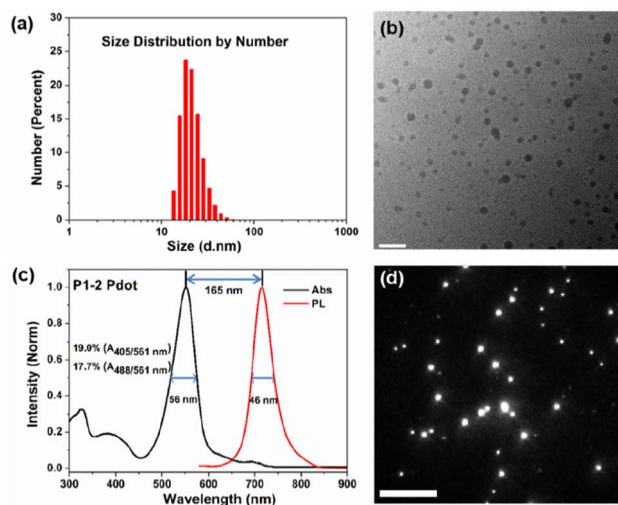 (a)
Size Distribution by Number
Number (Percent)
30
25
20
15
10
5
0
1
10
100
1000
Size (d.nm)
(b)
(c)
P1-2 Pdot
165 nm
Abs
PL
19.0% (A405/561 nm)
17.7% (A488/561 nm)
56 nm
46 nm
Intensity (Norm)
1.0
0.8
0.6
0.4
0.2
0.0
300
400
500
600
700
800
900
Wavelength (nm)
(d)